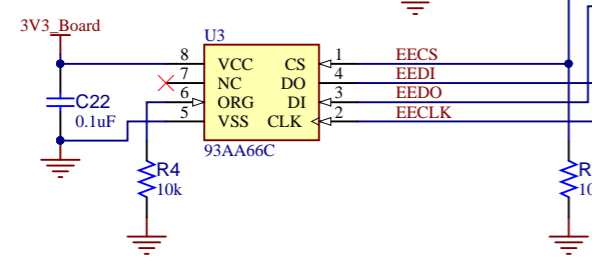 3V3_Board
U3
8 VCC CS 1 EECS
7 NC DO 4 EEDI
6 ORG DI 3 EEDO
5 VSS CLK 2 EECLK
C22
0.1uF
93AA66C
R4
10k